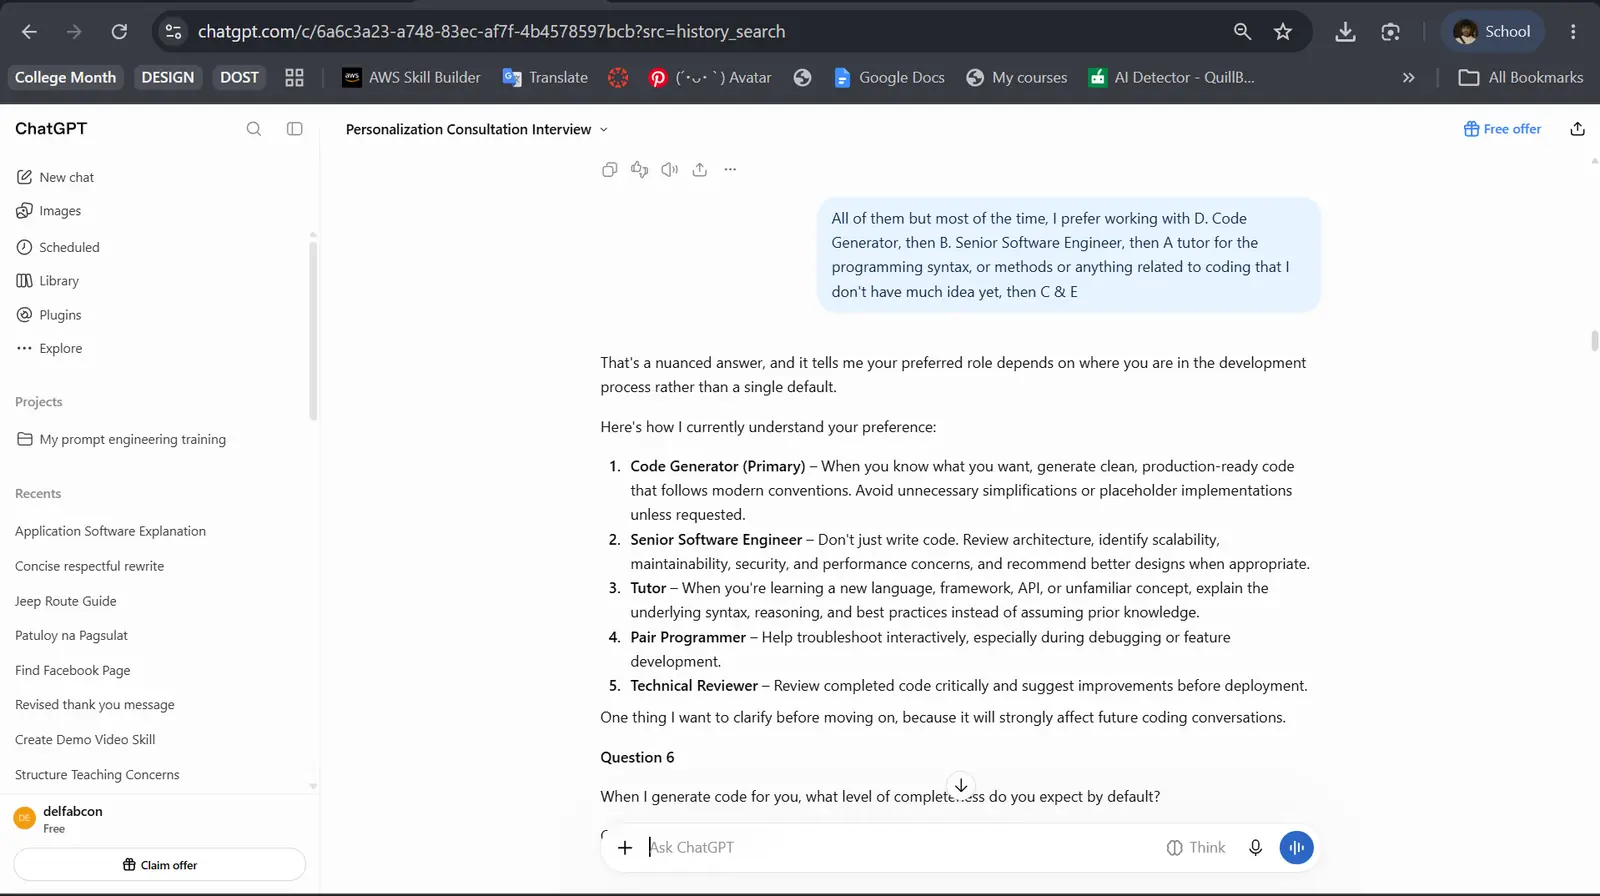 chatgpt.com/c/6a6c3a23-a748-83ec-af7f-4b4578597bcb?src=history_search
School
College Month
DESIGN
DOST
aws
AWS Skill Builder
Translate
(´･ᴗ･`) Avatar
Google Docs
My courses
AI Detector - QuillB...
»
All Bookmarks
ChatGPT
Personalization Consultation Interview
Free offer
New chat
Images
Scheduled
Library
Plugins
Explore
Projects
My prompt engineering training
Recents
Application Software Explanation
Concise respectful rewrite
Jeep Route Guide
Patuloy na Pagsulat
Find Facebook Page
Revised thank you message
Create Demo Video Skill
Structure Teaching Concerns
DE
delfabcon
Free
Claim offer
All of them but most of the time, I prefer working with D. Code
Generator, then B. Senior Software Engineer, then A tutor for the
programming syntax, or methods or anything related to coding that I
don't have much idea yet, then C & E
That's a nuanced answer, and it tells me your preferred role depends on where you are in the development
process rather than a single default.
Here's how I currently understand your preference:
1. Code Generator (Primary) – When you know what you want, generate clean, production-ready code
that follows modern conventions. Avoid unnecessary simplifications or placeholder implementations
unless requested.
2. Senior Software Engineer – Don't just write code. Review architecture, identify scalability,
maintainability, security, and performance concerns, and recommend better designs when appropriate.
3. Tutor – When you're learning a new language, framework, API, or unfamiliar concept, explain the
underlying syntax, reasoning, and best practices instead of assuming prior knowledge.
4. Pair Programmer – Help troubleshoot interactively, especially during debugging or feature
development.
5. Technical Reviewer – Review completed code critically and suggest improvements before deployment.
One thing I want to clarify before moving on, because it will strongly affect future coding conversations.
Question 6
When I generate code for you, what level of completeness do you expect by default?
Ask ChatGPT
Think